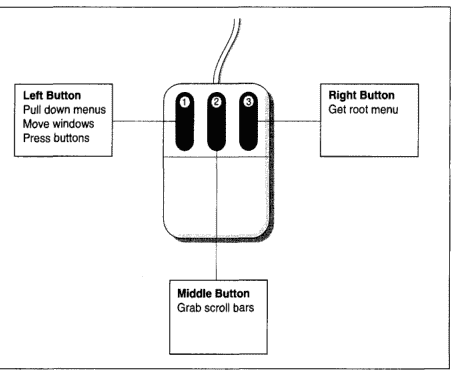 1 2 3
Left Button
Pull down menus
Move windows
Press buttons
Right Button
Get root menu
Middle Button
Grab scroll bars